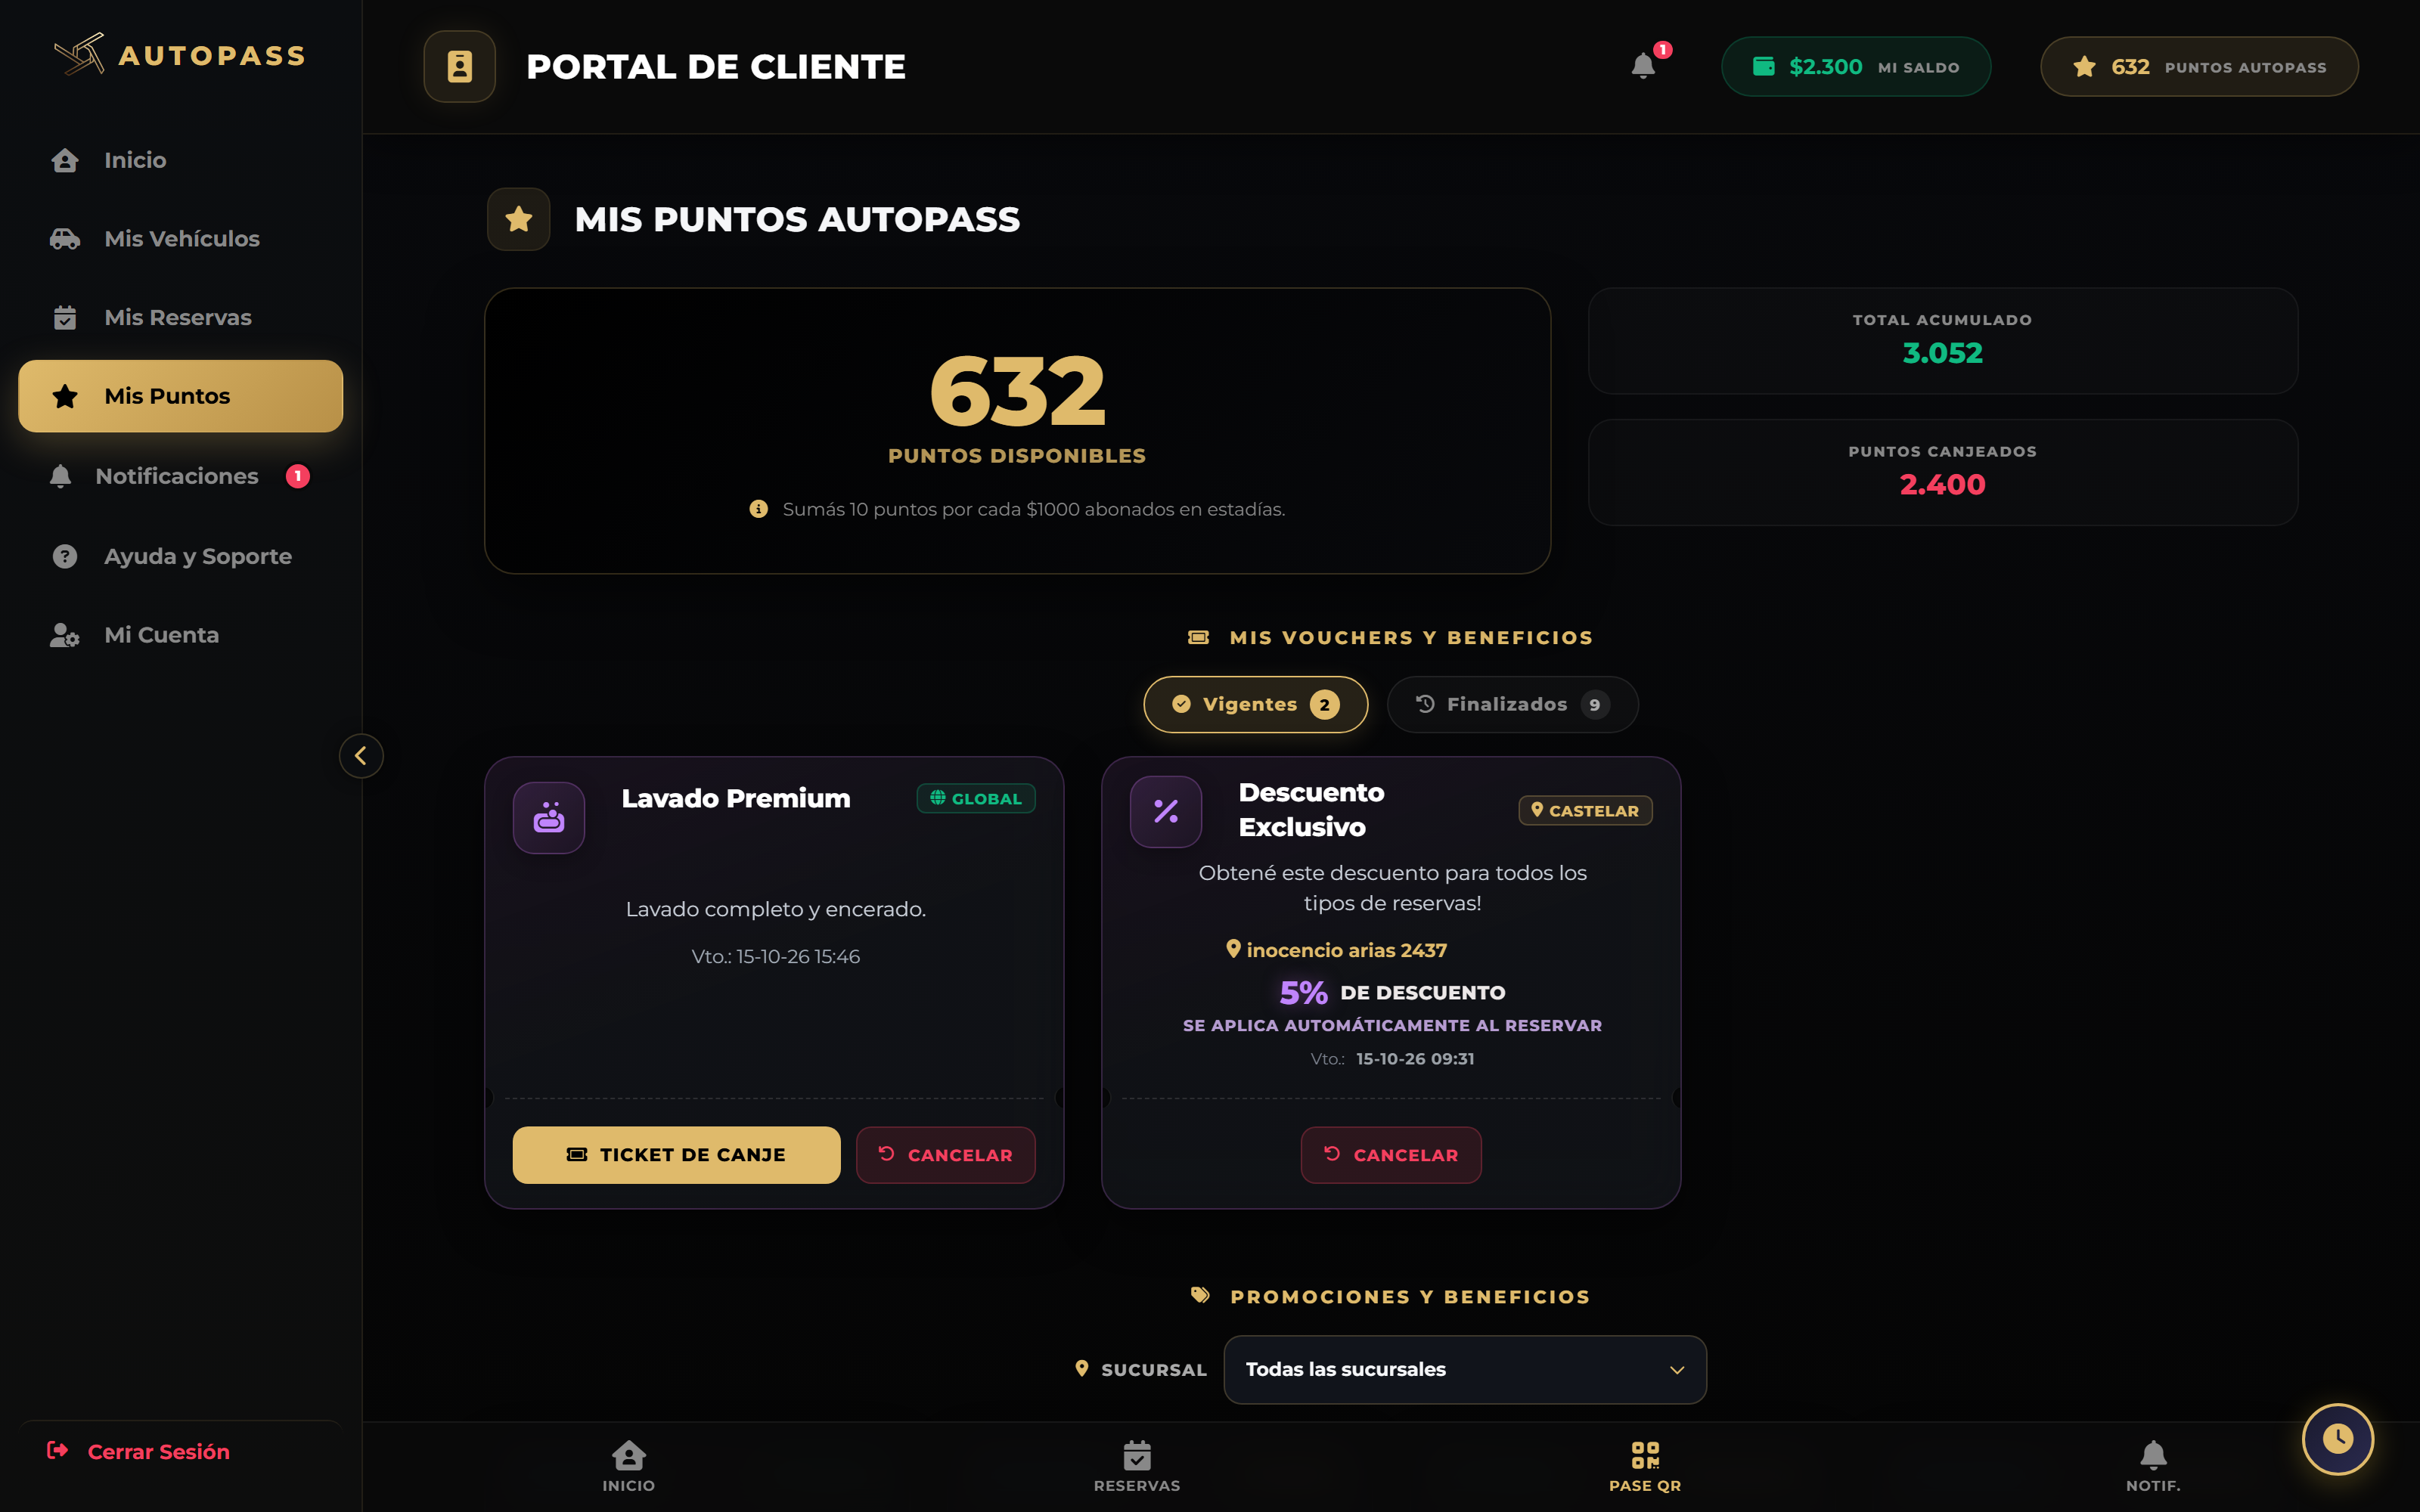 AUTOPASS
Inicio
Mis Vehículos
Mis Reservas
Mis Puntos
Notificaciones 1
Ayuda y Soporte
Mi Cuenta
Cerrar Sesión
PORTAL DE CLIENTE
1
$2.300 MI SALDO
632 PUNTOS AUTOPASS
MIS PUNTOS AUTOPASS
632
PUNTOS DISPONIBLES
Sumás 10 puntos por cada $1000 abonados en estadías.
TOTAL ACUMULADO
3.052
PUNTOS CANJEADOS
2.400
MIS VOUCHERS Y BENEFICIOS
Vigentes 2
Finalizados 9
Lavado Premium
GLOBAL
Lavado completo y encerado.
Vto.: 15-10-26 15:46
TICKET DE CANJE
CANCELAR
Descuento
Exclusivo
CASTELAR
Obtené este descuento para todos los
tipos de reservas!
inocencio arias 2437
5% DE DESCUENTO
SE APLICA AUTOMÁTICAMENTE AL RESERVAR
Vto.: 15-10-26 09:31
CANCELAR
PROMOCIONES Y BENEFICIOS
SUCURSAL
Todas las sucursales
INICIO
RESERVAS
PASE QR
NOTIF.